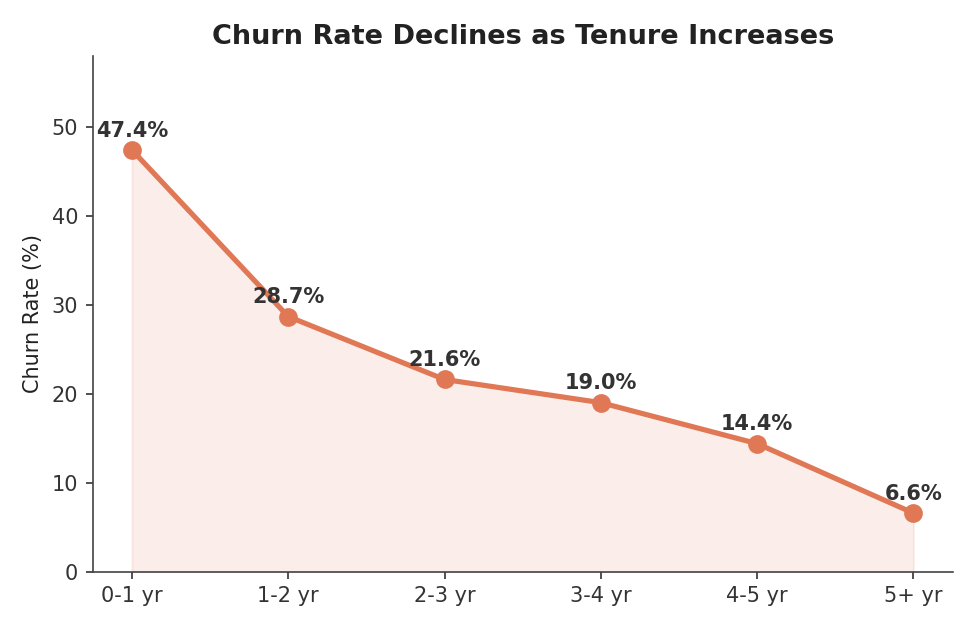 Churn Rate Declines as Tenure Increases
Churn Rate (%)
50
40
30
20
10
0
47.4%
28.7%
21.6%
19.0%
14.4%
6.6%
0-1 yr
1-2 yr
2-3 yr
3-4 yr
4-5 yr
5+ yr